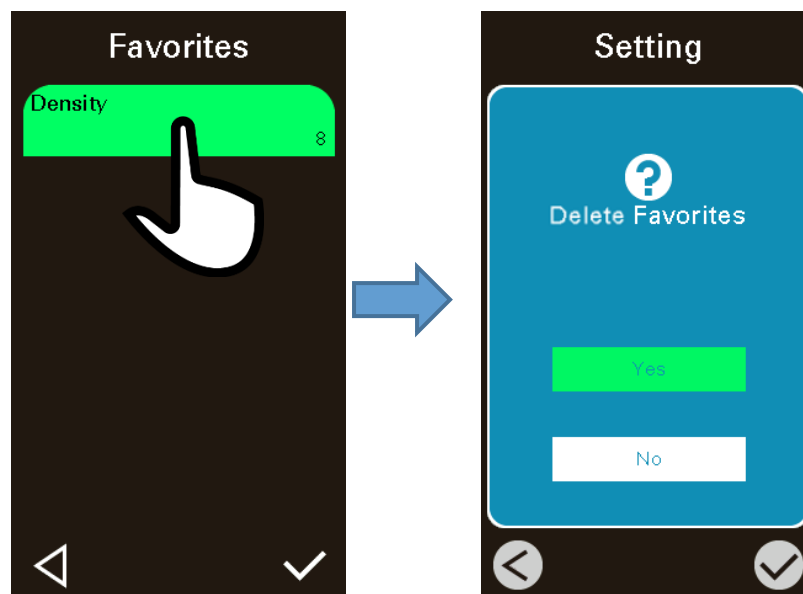 Favorites
Density
8
Setting
?
Delete Favorites
Yes
No